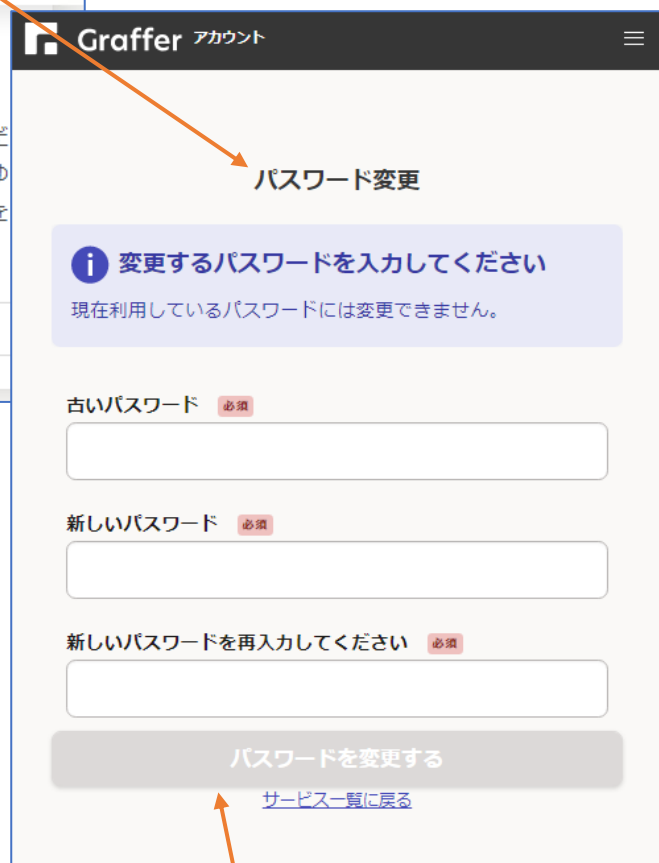 Graffer アカウント
パスワード変更
変更するパスワードを入力してください
現在利用しているパスワードには変更できません。
古いパスワード 必須
新しいパスワード 必須
新しいパスワードを再入力してください 必須
パスワードを変更する
サービス一覧に戻る